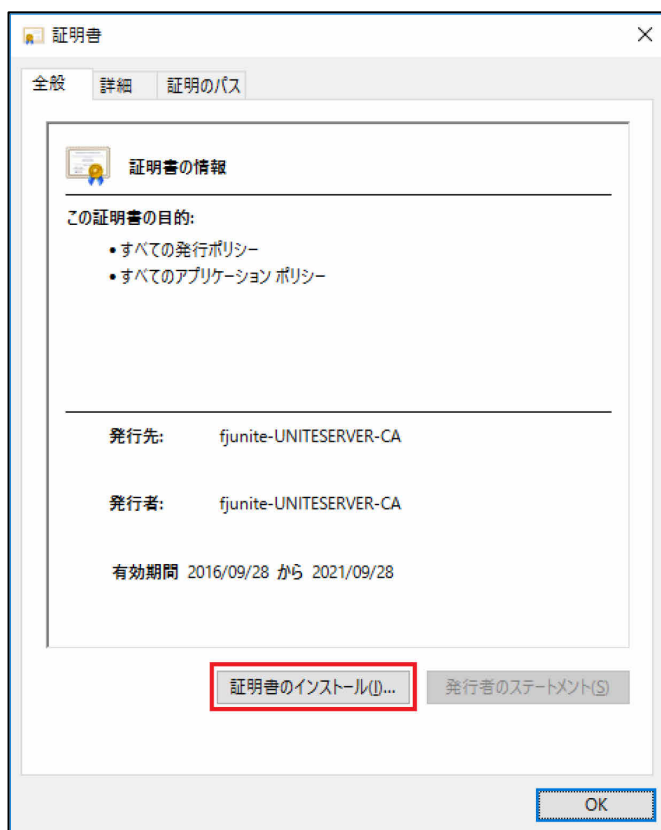 証明書
全般 詳細 証明のパス
証明書の情報
この証明書の目的:
• すべての発行ポリシー
• すべてのアプリケーション ポリシー
発行先: fjunite-UNITESERVER-CA
発行者: fjunite-UNITESERVER-CA
有効期間 2016/09/28 から 2021/09/28
証明書のインストール(I)... 発行者のステートメント(S)
OK